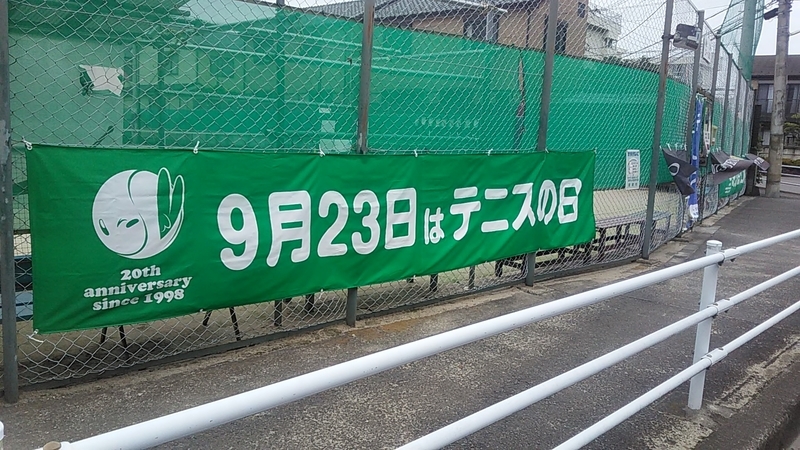 9月23日はテニスの日
20th
anniversary
since 1998